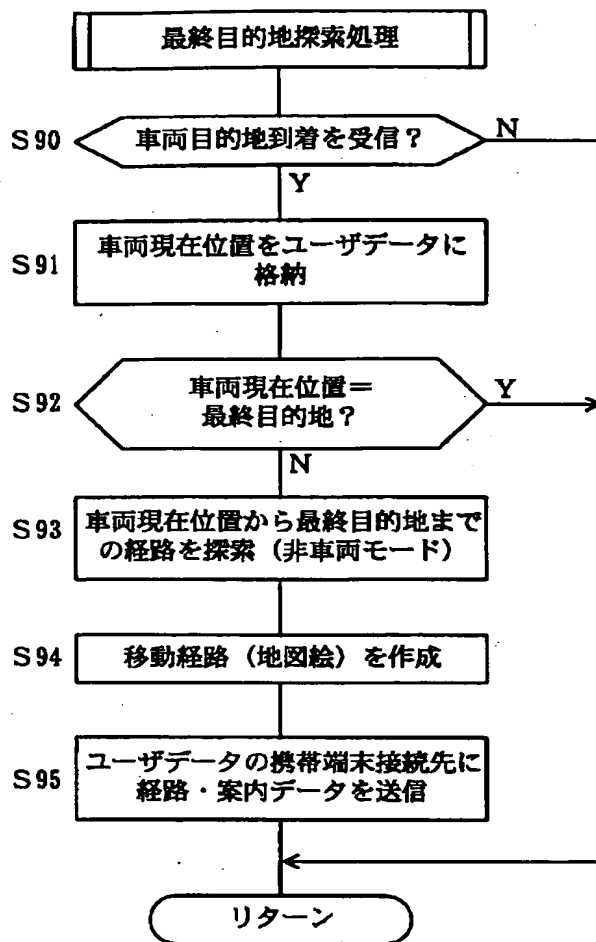 最終目的地探索処理
S90
車両目的地到着を受信？
N
Y
S91
車両現在位置をユーザデータに
格納
S92
車両現在位置＝
最終目的地？
Y
N
S93
車両現在位置から最終目的地まで
の経路を探索（非車両モード）
S94
移動経路（地図絵）を作成
S95
ユーザデータの携帯端末接続先に
経路・案内データを送信
リターン